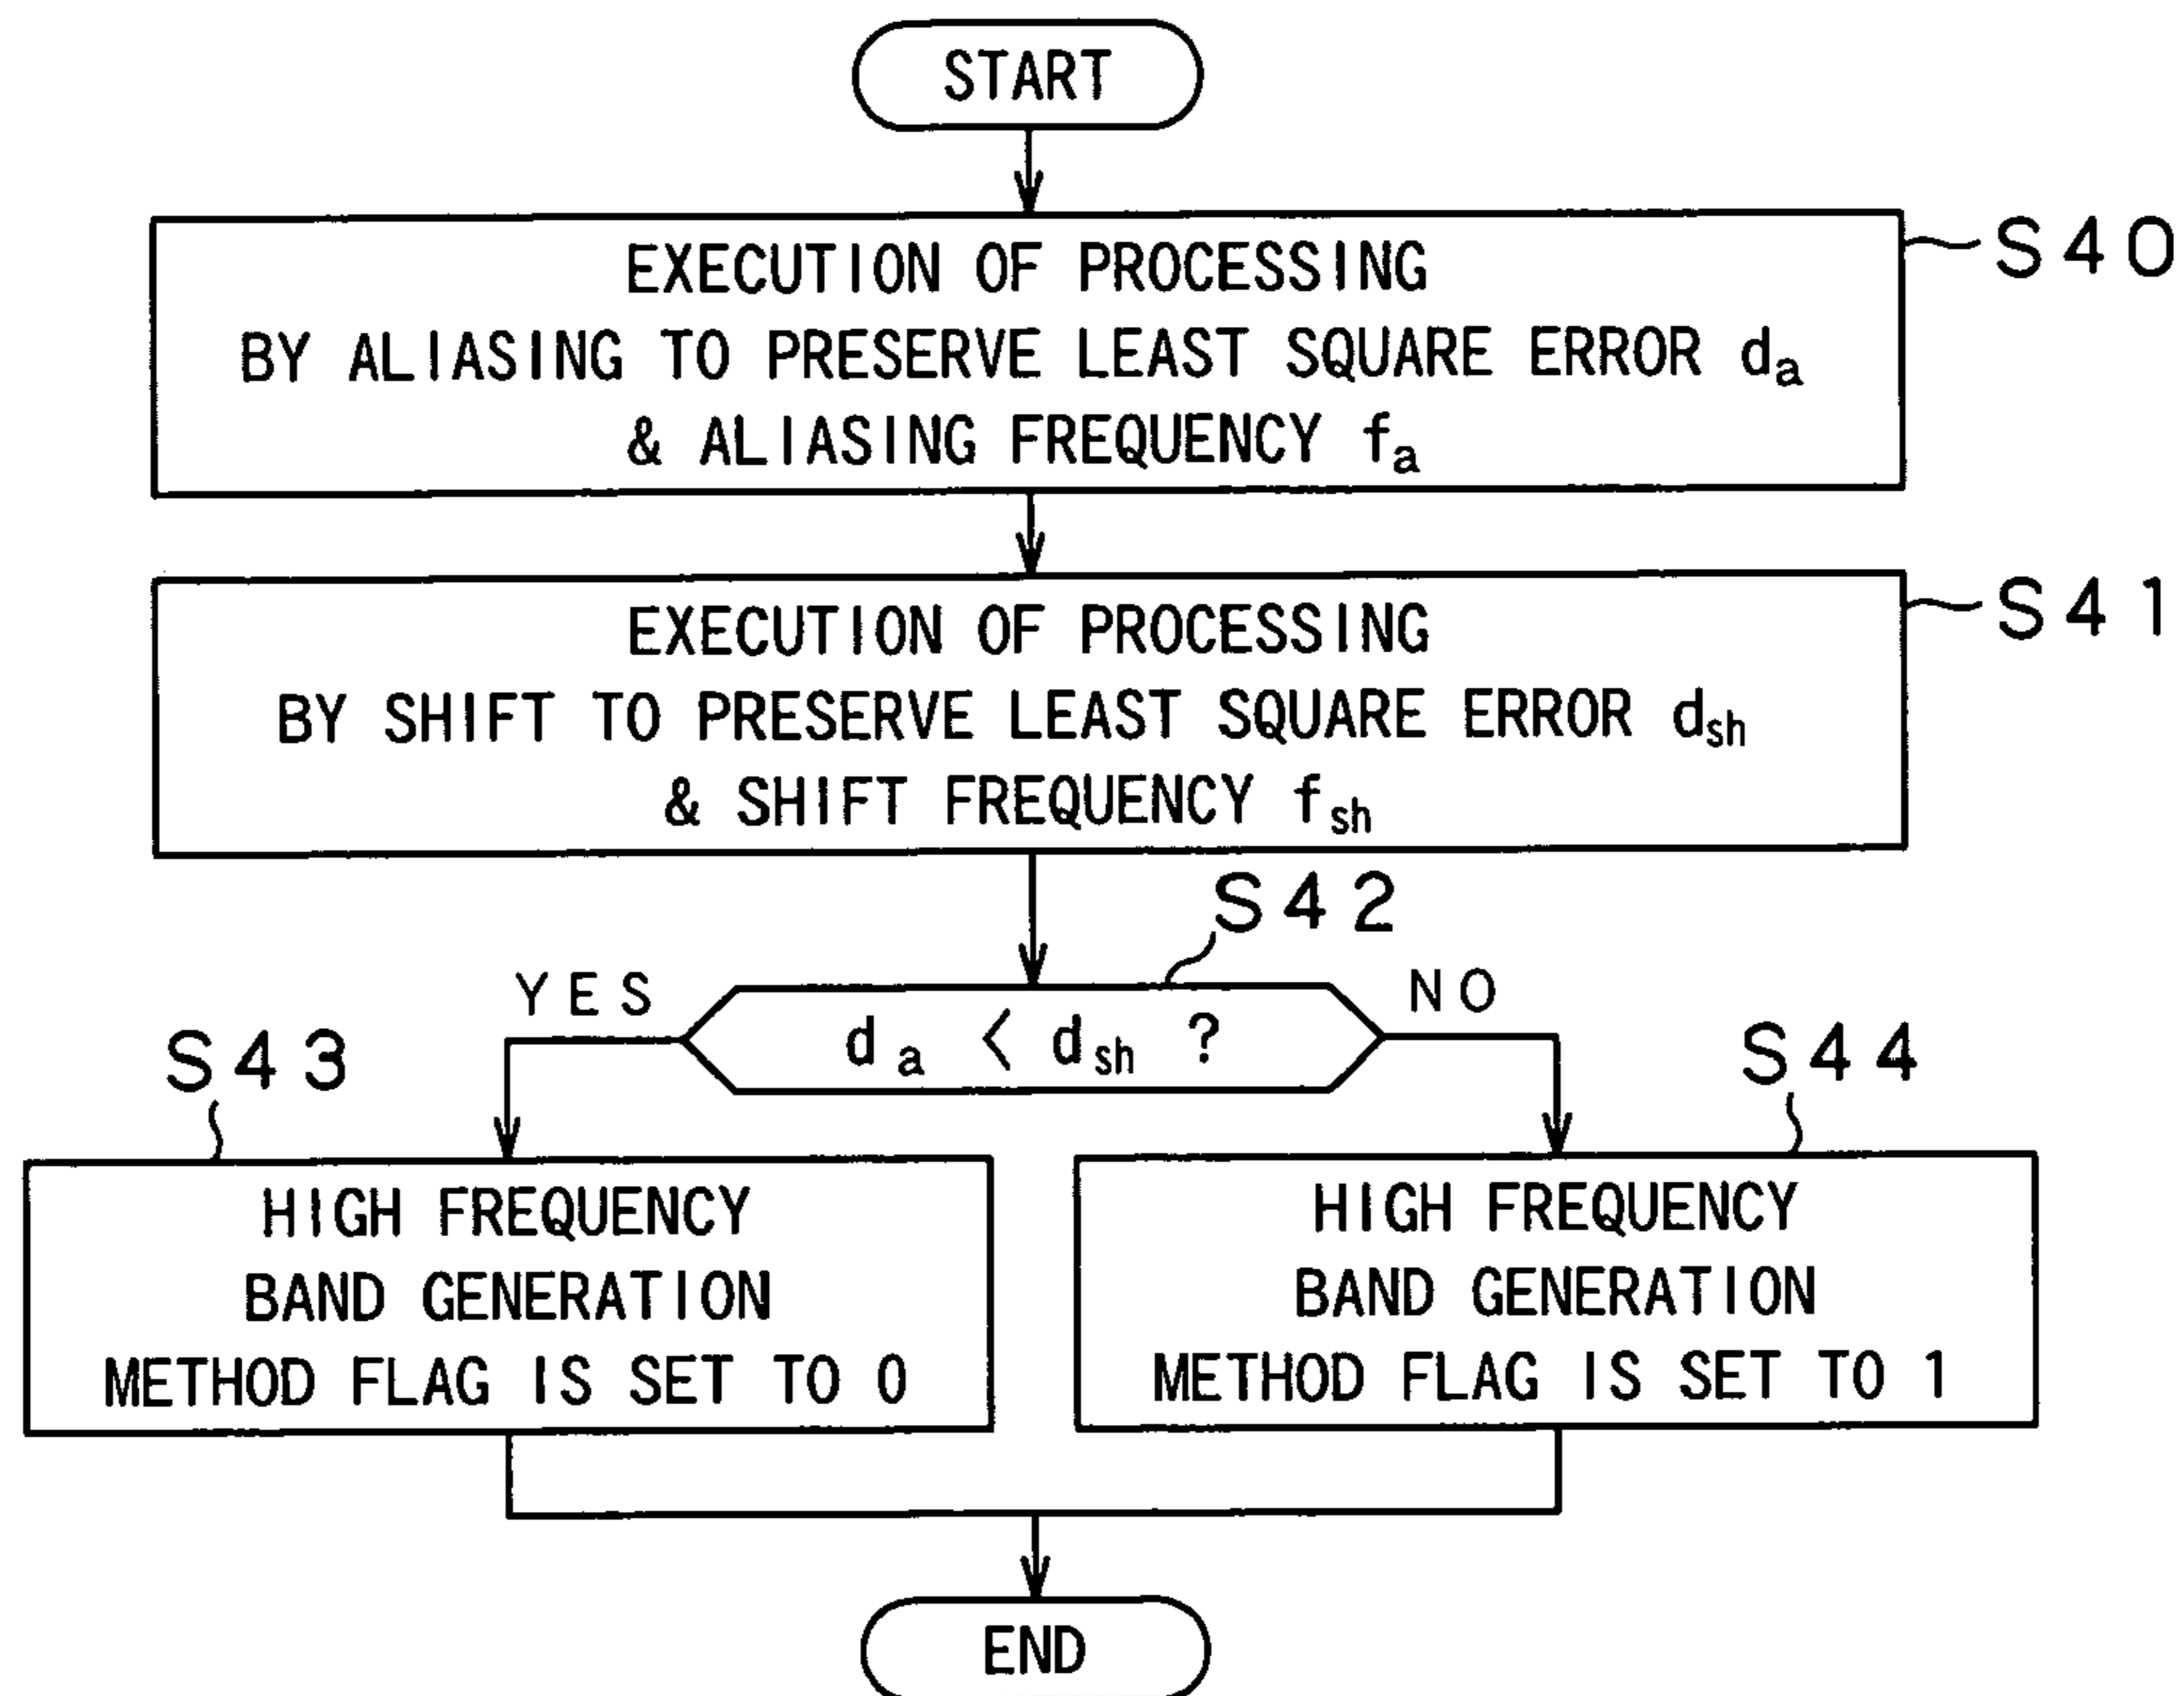 START
EXECUTION OF PROCESSING
BY ALIASING TO PRESERVE LEAST SQUARE ERROR da
& ALIASING FREQUENCY fa
S40
EXECUTION OF PROCESSING
BY SHIFT TO PRESERVE LEAST SQUARE ERROR dsh
& SHIFT FREQUENCY fsh
S41
S42
YES
da < dsh ?
NO
S43
HIGH FREQUENCY
BAND GENERATION
METHOD FLAG IS SET TO 0
S44
HIGH FREQUENCY
BAND GENERATION
METHOD FLAG IS SET TO 1
END